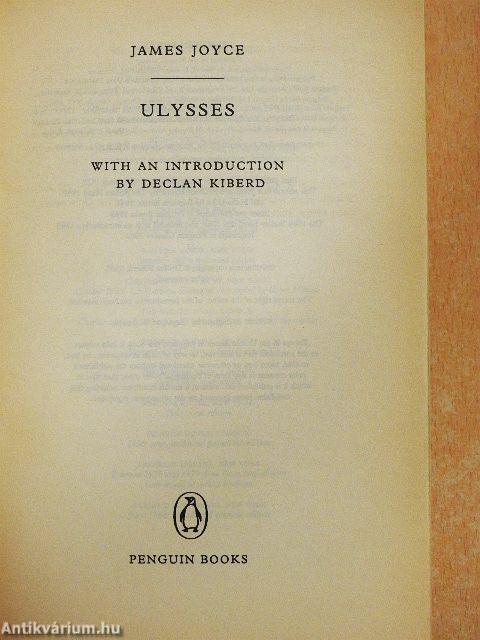 JAMES JOYCE
ULYSSES
WITH AN INTRODUCTION
BY DECLAN KIBERD
PENGUIN BOOKS
Antikvárium.hu